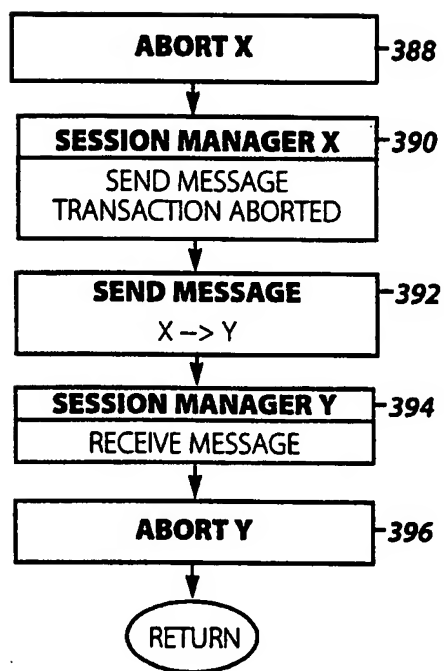 ABORT X
388
SESSION MANAGER X
390
SEND MESSAGE
TRANSACTION ABORTED
SEND MESSAGE
392
X --> Y
SESSION MANAGER Y
394
RECEIVE MESSAGE
ABORT Y
396
RETURN